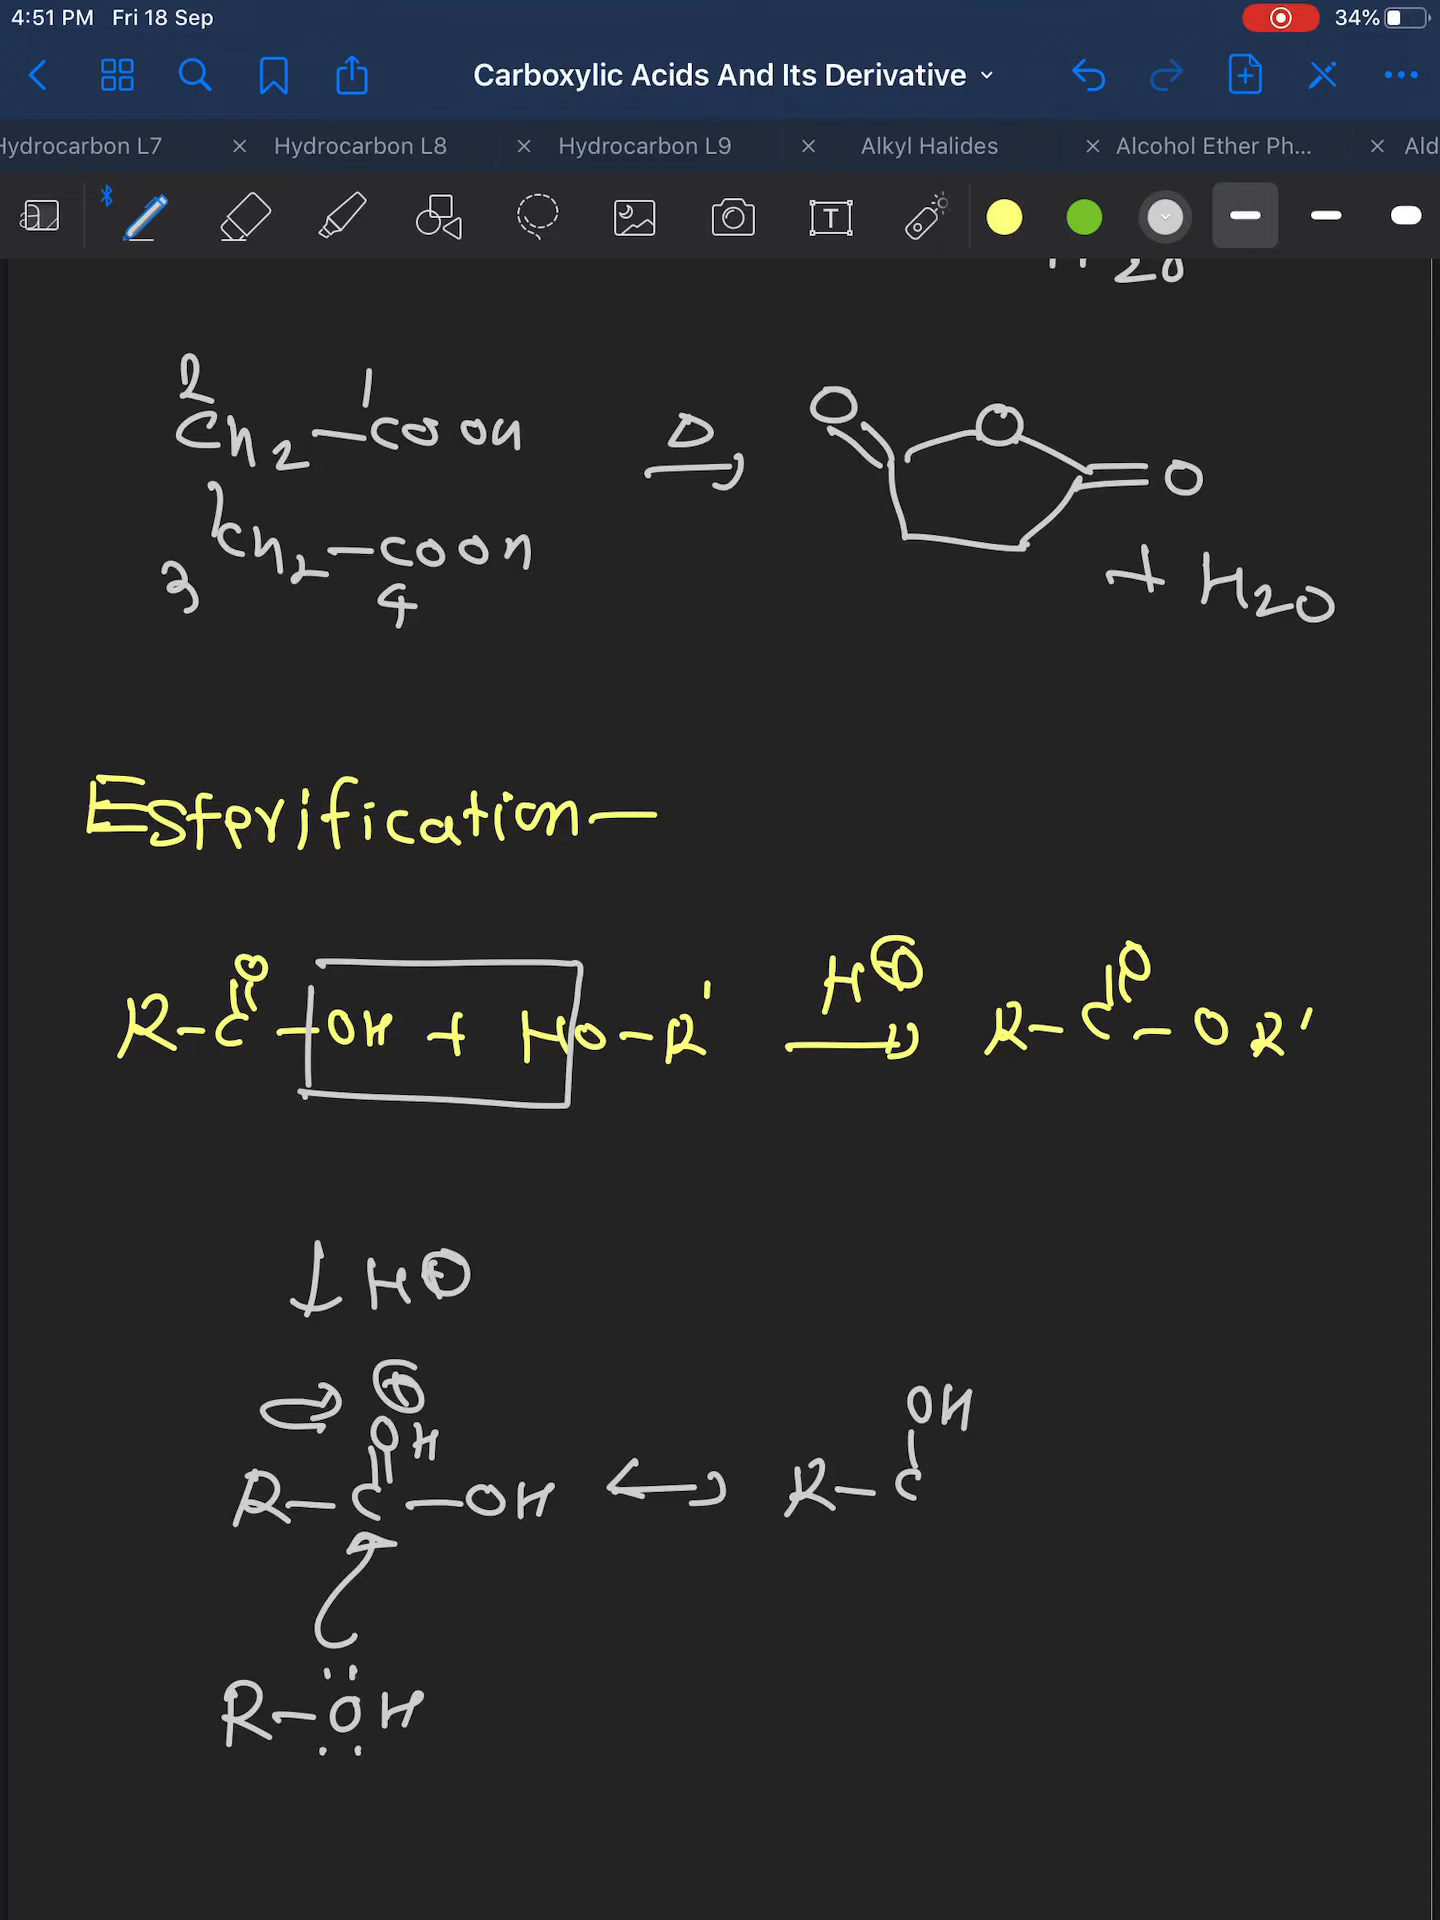 4:51 PM Fri 18 Sep 34%
Carboxylic Acids And Its Derivative
Hydrocarbon L7 × Hydrocarbon L8 × Hydrocarbon L9 × Alkyl Halides × Alcohol Ether Ph... × Ald
T
H2O
2 1
CH2–COOH Δ O O =O
CH2–COOH
3 4
+ H2O
Esterification—
O H⊕ O
R–C–OH + HO–R' → R–C–OR'
↓ H⊕
⊕
OH OH
R–C–OH ↔ R–C
R–OH